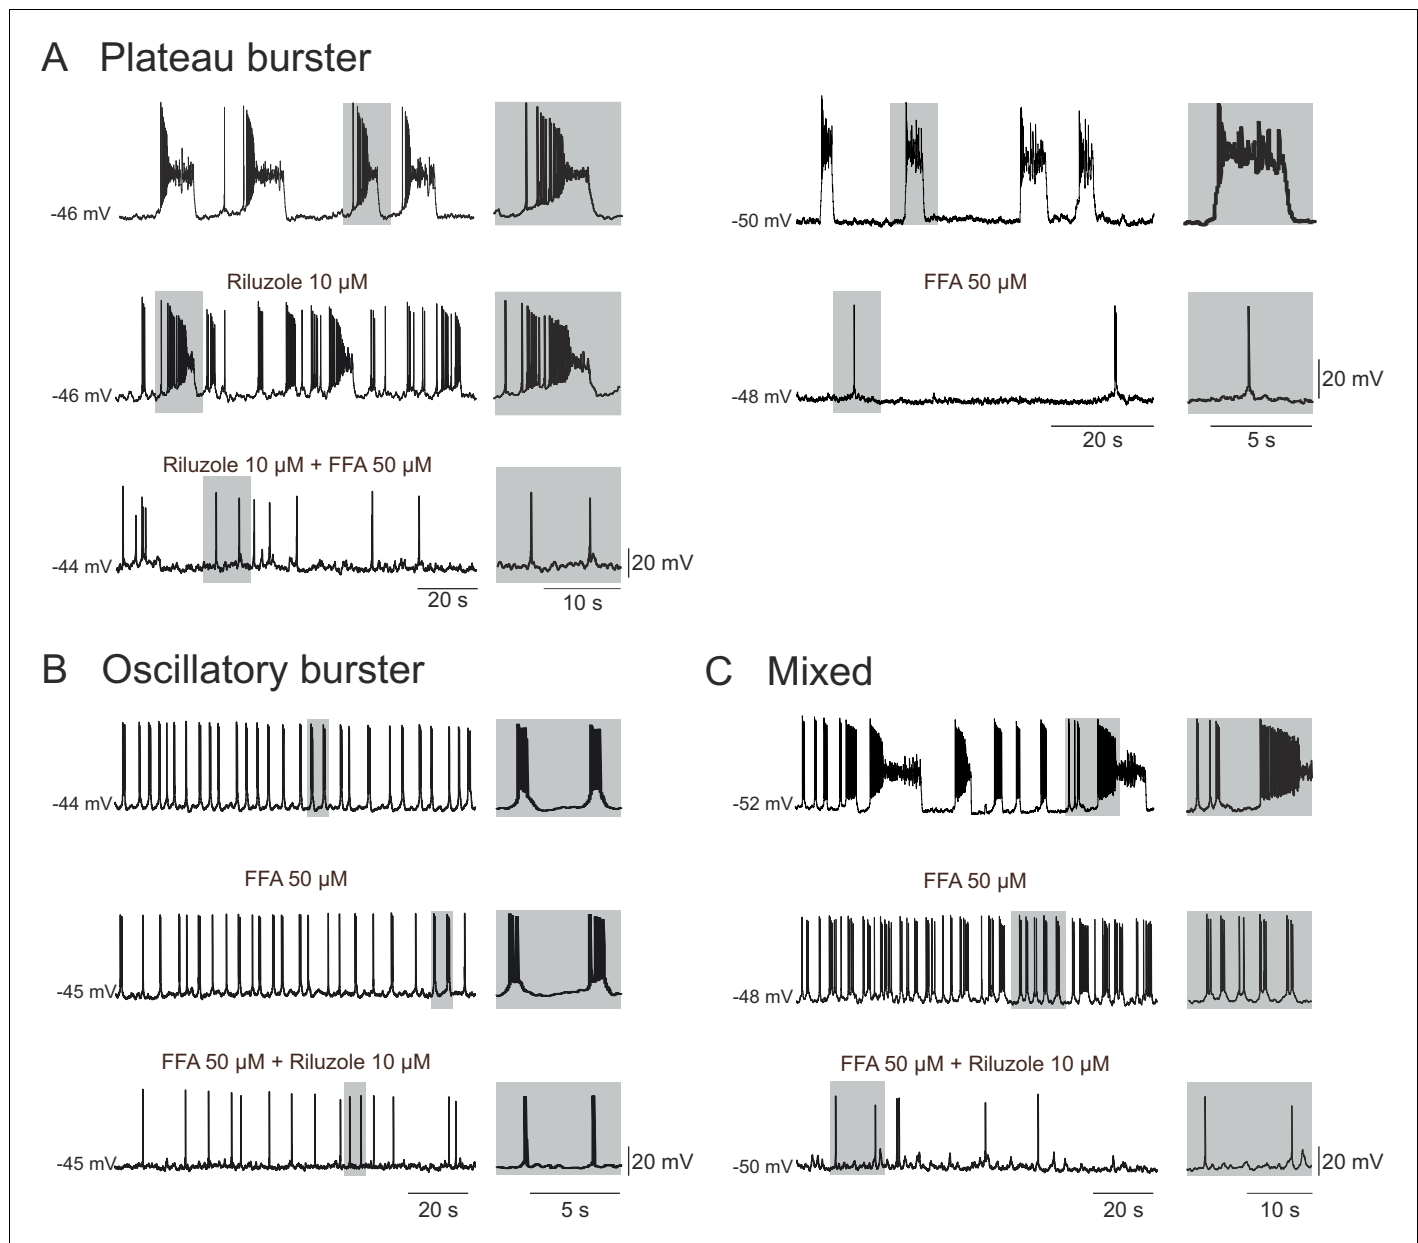 A Plateau burster
-46 mV
-50 mV
Riluzole 10 µM
FFA 50 µM
-46 mV
-48 mV
20 mV
20 s
5 s
Riluzole 10 µM + FFA 50 µM
-44 mV
20 mV
20 s
10 s
B Oscillatory burster
-44 mV
FFA 50 µM
-45 mV
FFA 50 µM + Riluzole 10 µM
-45 mV
20 mV
20 s
5 s
C Mixed
-52 mV
FFA 50 µM
-48 mV
FFA 50 µM + Riluzole 10 µM
-50 mV
20 mV
20 s
10 s